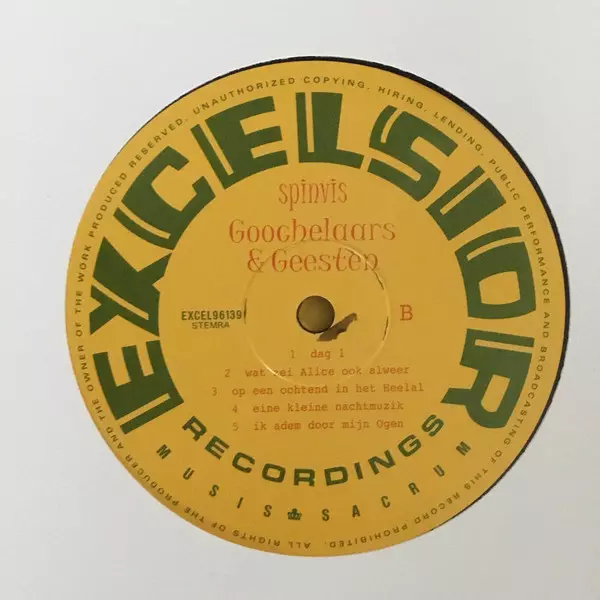 AND THE OWNER OF THE WORK PRODUCED RESERVED. UNAUTHORIZED COPYING, HIRING, LENDING, PUBLIC PERFORMANCE AND BROADCASTING OF THIS RECORD PROHIBITED. ALL RIGHTS OF THE PRODUCER
EXCELSIOR
spinvis
Goochelaars
& Geesten
EXCEL96139
STEMRA
B
1 dag 1
2 wat zei Alice ook alweer
3 op een ochtend in het Heelal
4 eine kleine nachtmuzik
5 ik adem door mijn Ogen
RECORDINGS
MUSIS SACRUM